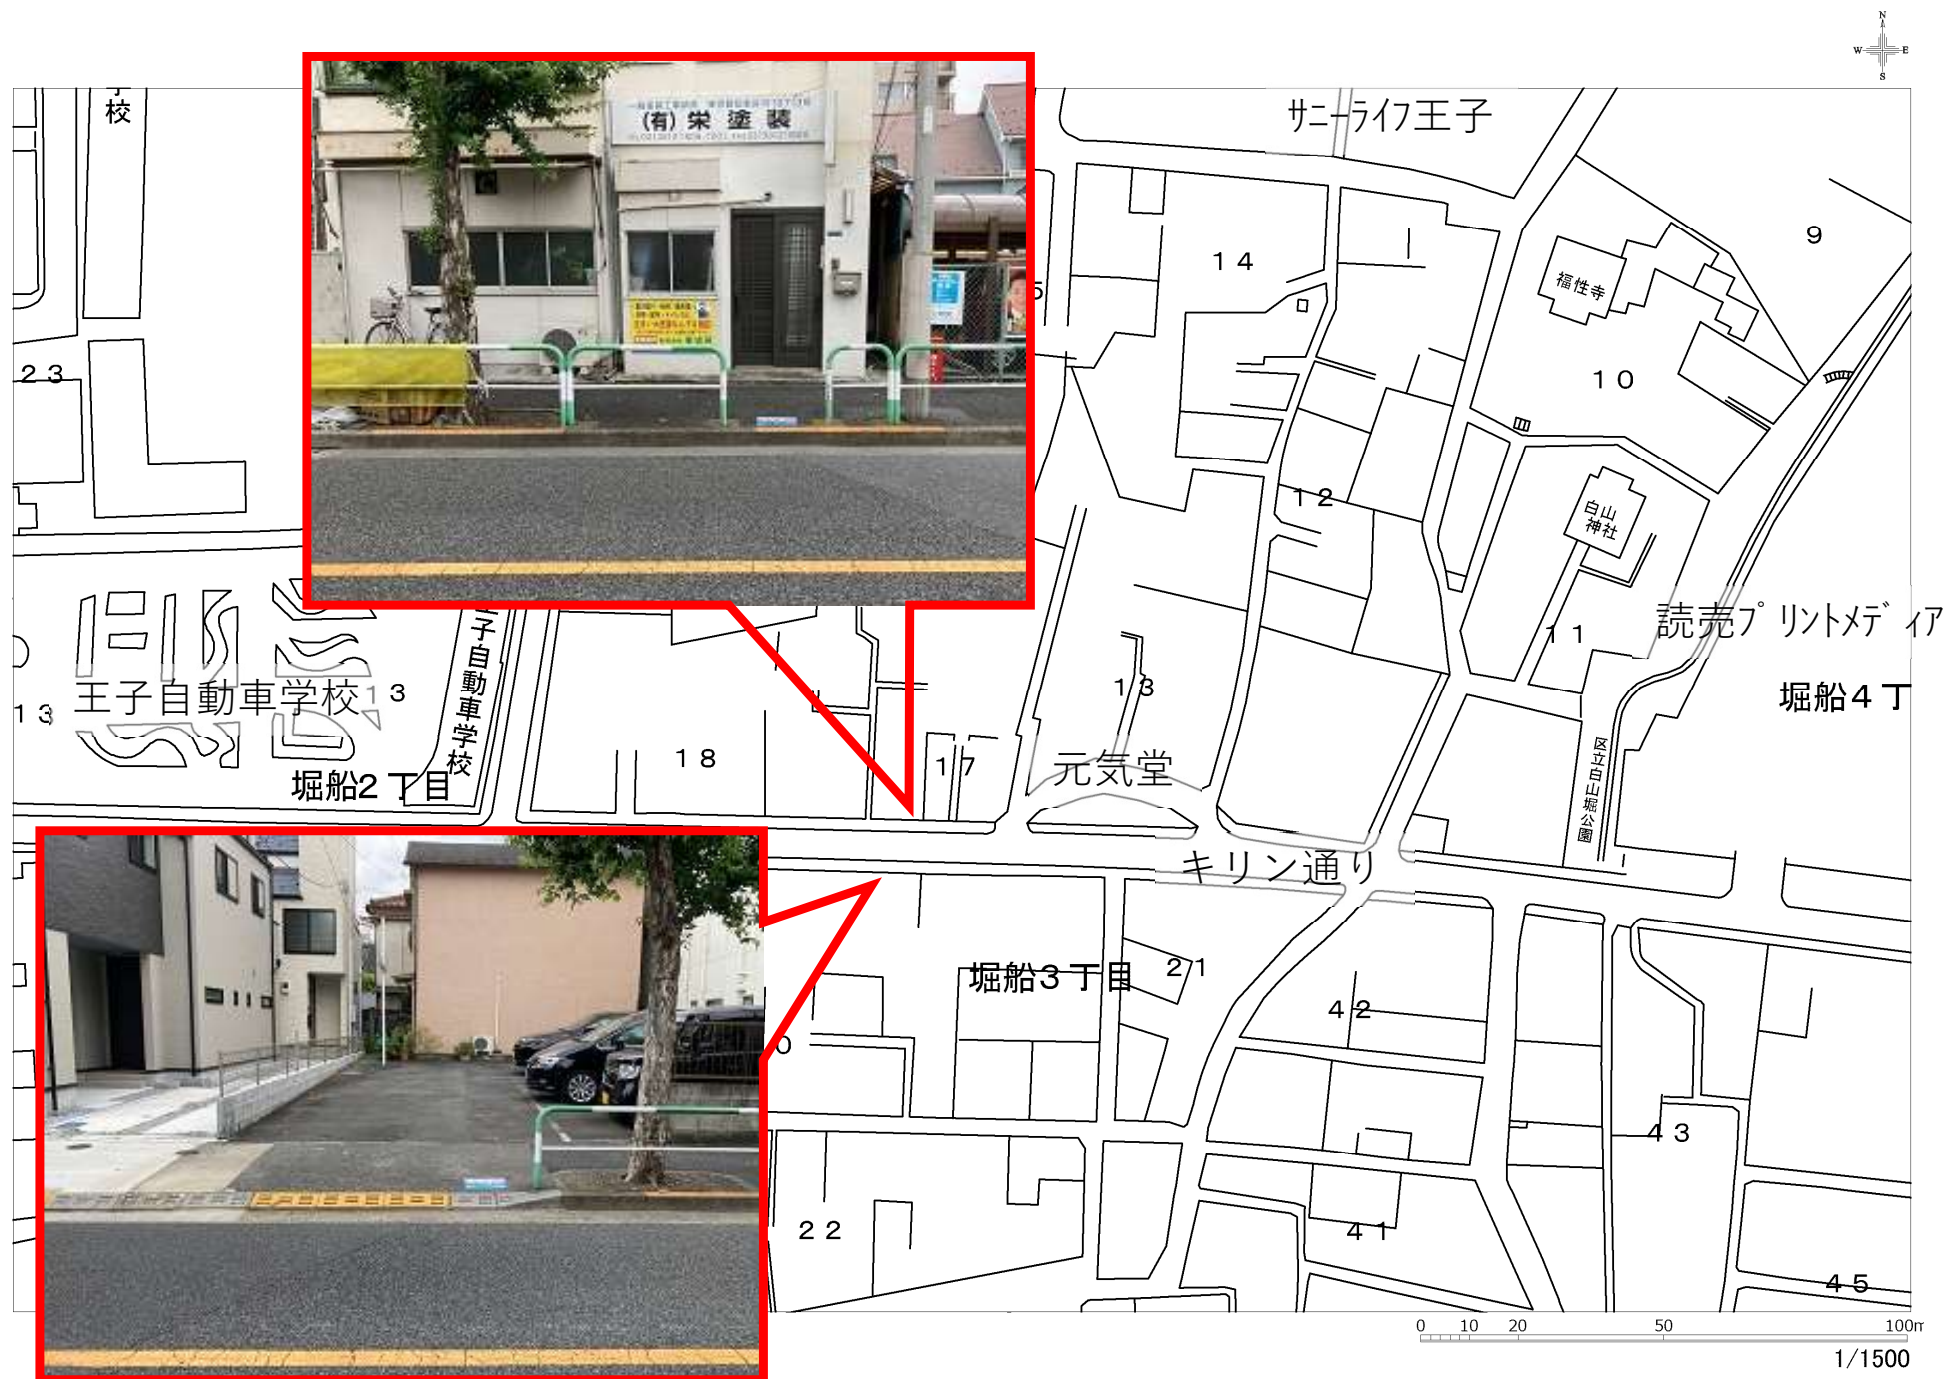 N
W E
S
学校
サニーライフ王子
(有) 栄 塗 装
9
14
5
福性寺
23
10
12
白山
神社
読売プリントメディア
11
王子自動車学校
13
13
王子自動車学校
13
堀船4丁
18
17
元気堂
区立白山堀公園
堀船2丁目
キリン通り
堀船3丁目
21
42
0
43
22
41
45
0 10 20 50 100m
1/1500